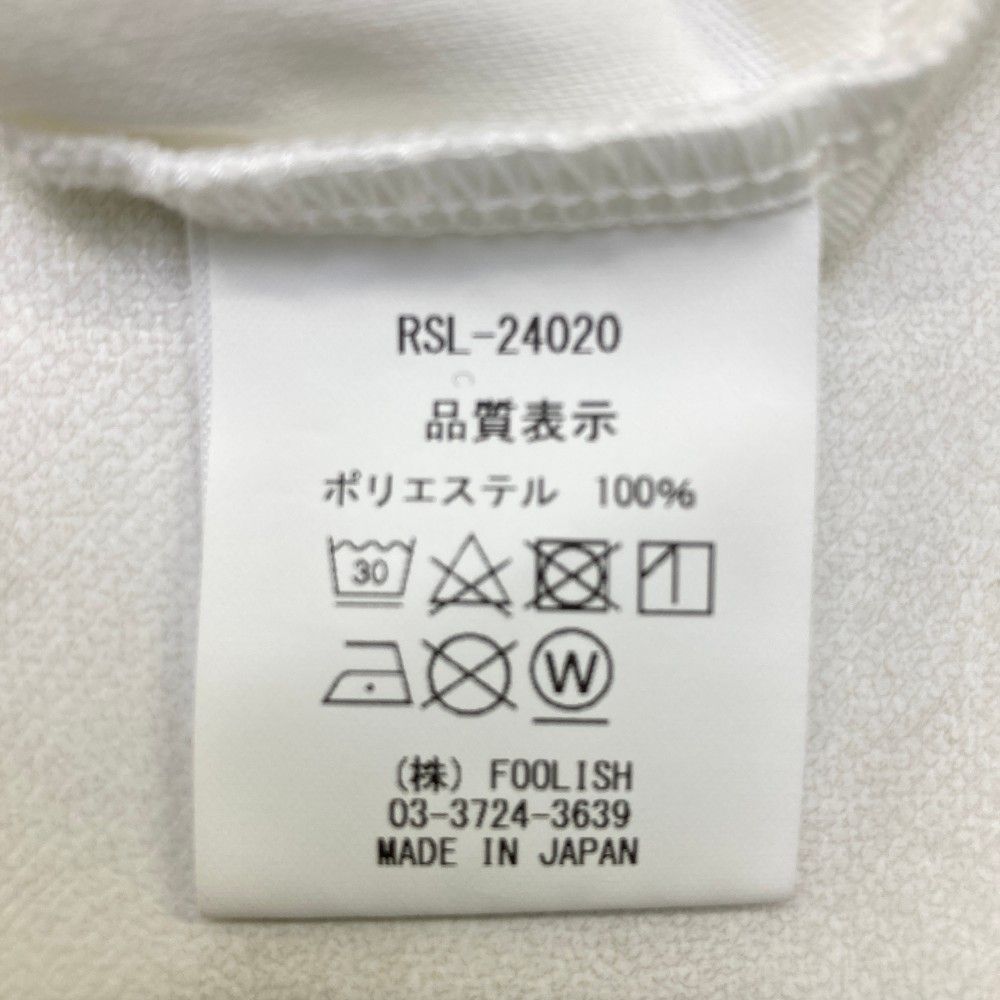 RSL-24020
品質表示
ポリエステル 100%
30
W
(株) FOOLISH
03-3724-3639
MADE IN JAPAN